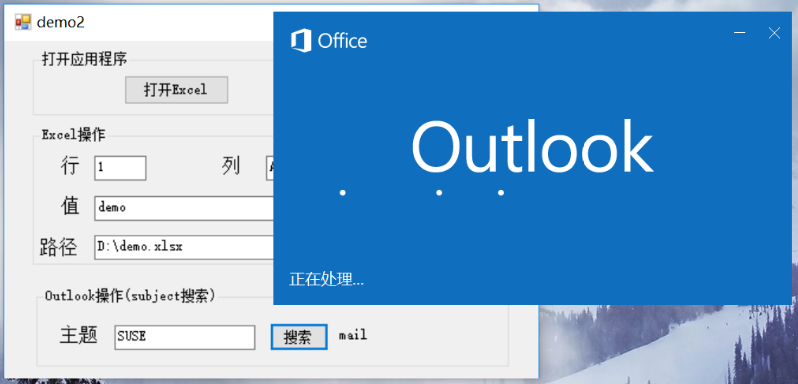 demo2
打开应用程序
打开Excel
Excel操作
行 1 列
值 demo
路径 D:\demo.xlsx
Outlook操作(subject搜索)
主题 SUSE 搜索 mail
Office
Outlook
正在处理...